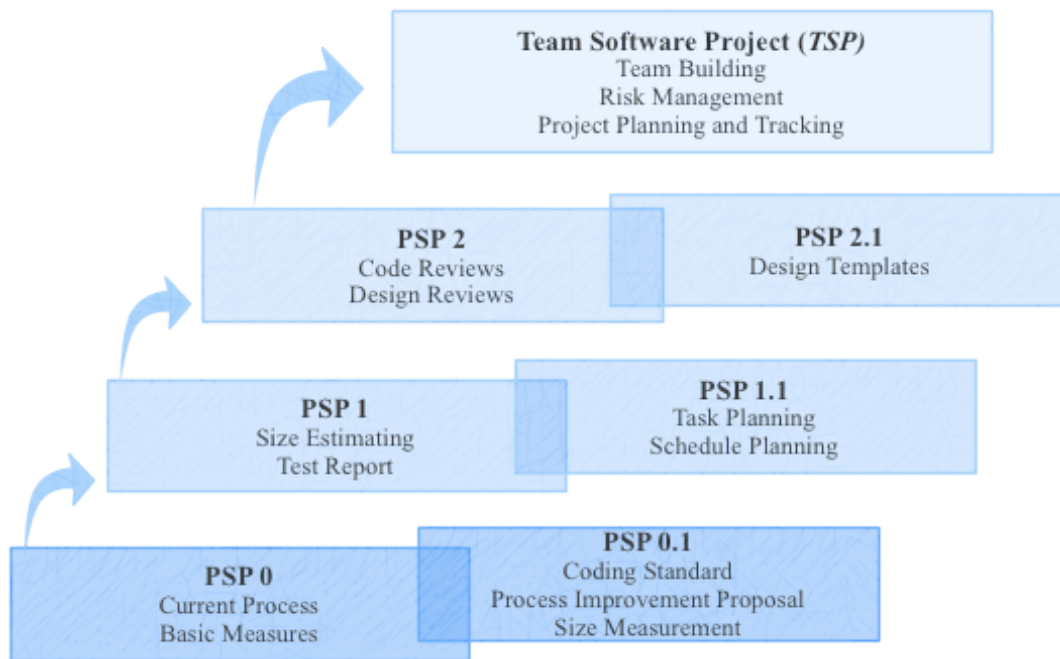 Team Software Project (TSP)
Team Building
Risk Management
Project Planning and Tracking
PSP 2
Code Reviews
Design Reviews
PSP 2.1
Design Templates
PSP 1
Size Estimating
Test Report
PSP 1.1
Task Planning
Schedule Planning
PSP 0
Current Process
Basic Measures
PSP 0.1
Coding Standard
Process Improvement Proposal
Size Measurement